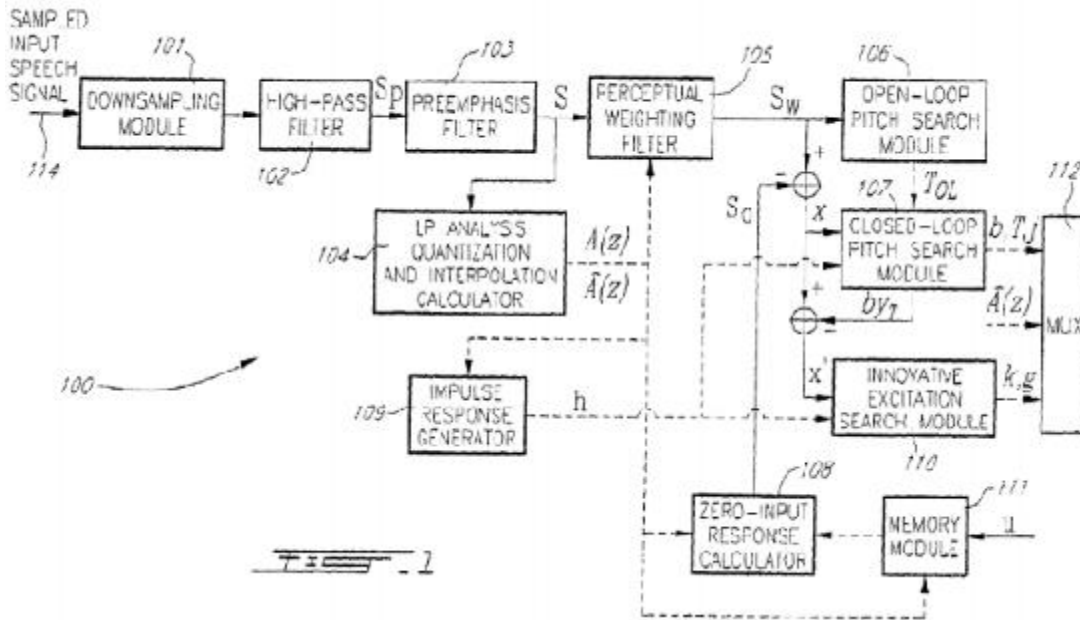 SAMPLED
INPUT
SPEECH
SIGNAL
114
101
DOWNSAMPLING
MODULE
HIGH-PASS
FILTER
102
Sp
103
PREEMPHASIS
FILTER
S
105
PERCEPTUAL
WEIGHTING
FILTER
Sw
106
OPEN-LOOP
PITCH SEARCH
MODULE
TOL
+
-
S0
x
107
CLOSED-LOOP
PITCH SEARCH
MODULE
b,T,j
112
MUX
104
LP ANALYSIS
QUANTIZATION
AND INTERPOLATION
CALCULATOR
A(z)
Â(z)
+
-
byT
Â(z)
100
109
IMPULSE
RESPONSE
GENERATOR
h
x'
INNOVATIVE
EXCITATION
SEARCH MODULE
110
k,g
108
ZERO-INPUT
RESPONSE
CALCULATOR
111
MEMORY
MODULE
u